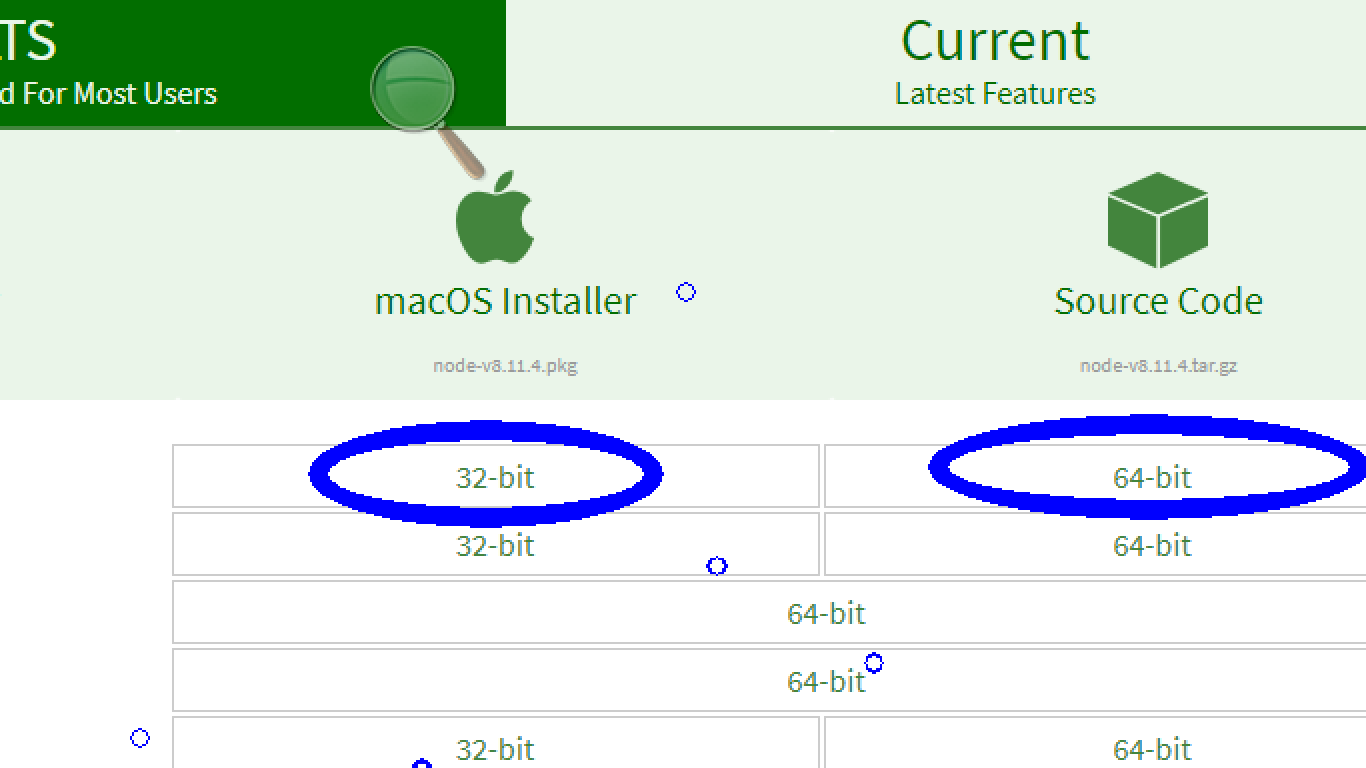 TS
Current
d For Most Users
Latest Features
macOS Installer
Source Code
node-v8.11.4.pkg
node-v8.11.4.tar.gz
32-bit
64-bit
32-bit
64-bit
64-bit
64-bit
32-bit
64-bit